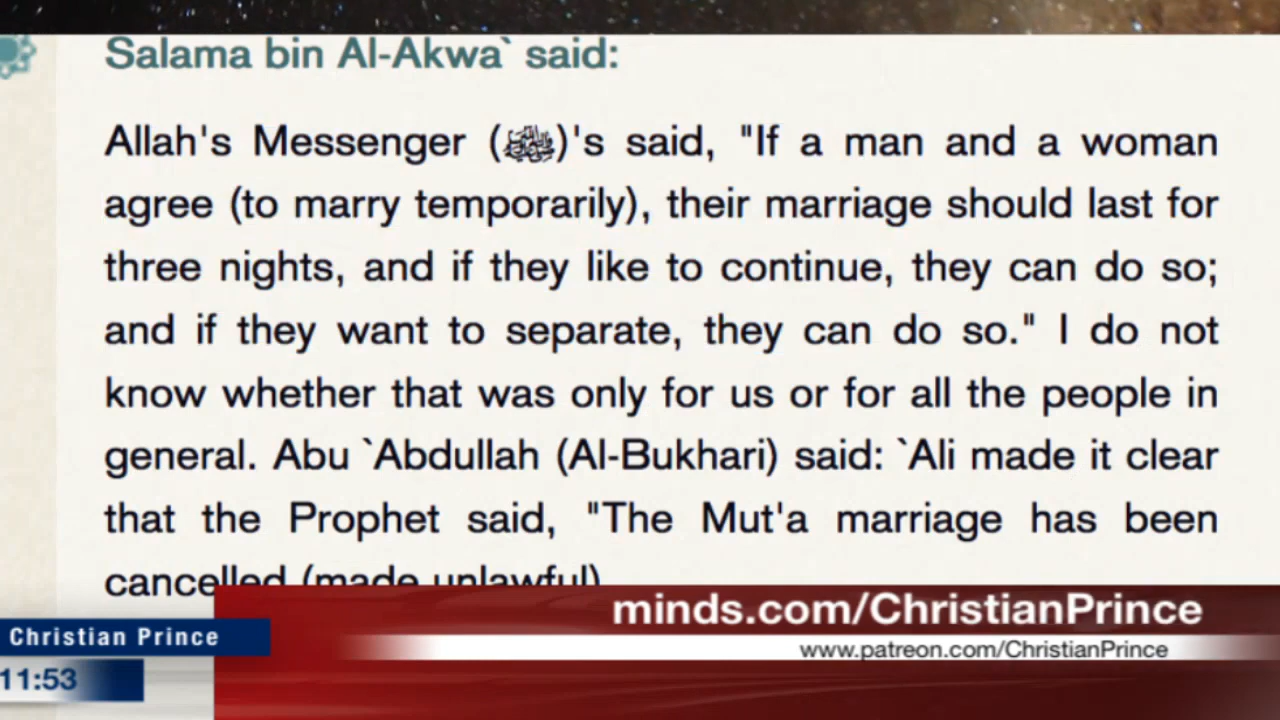 Salama bin Al-Akwa` said:
Allah's Messenger (ﷺ)'s said, "If a man and a woman
agree (to marry temporarily), their marriage should last for
three nights, and if they like to continue, they can do so;
and if they want to separate, they can do so." I do not
know whether that was only for us or for all the people in
general. Abu `Abdullah (Al-Bukhari) said: `Ali made it clear
that the Prophet said, "The Mut'a marriage has been
cancelled (made unlawful)
minds.com/ChristianPrince
Christian Prince
www.patreon.com/ChristianPrince
11:53